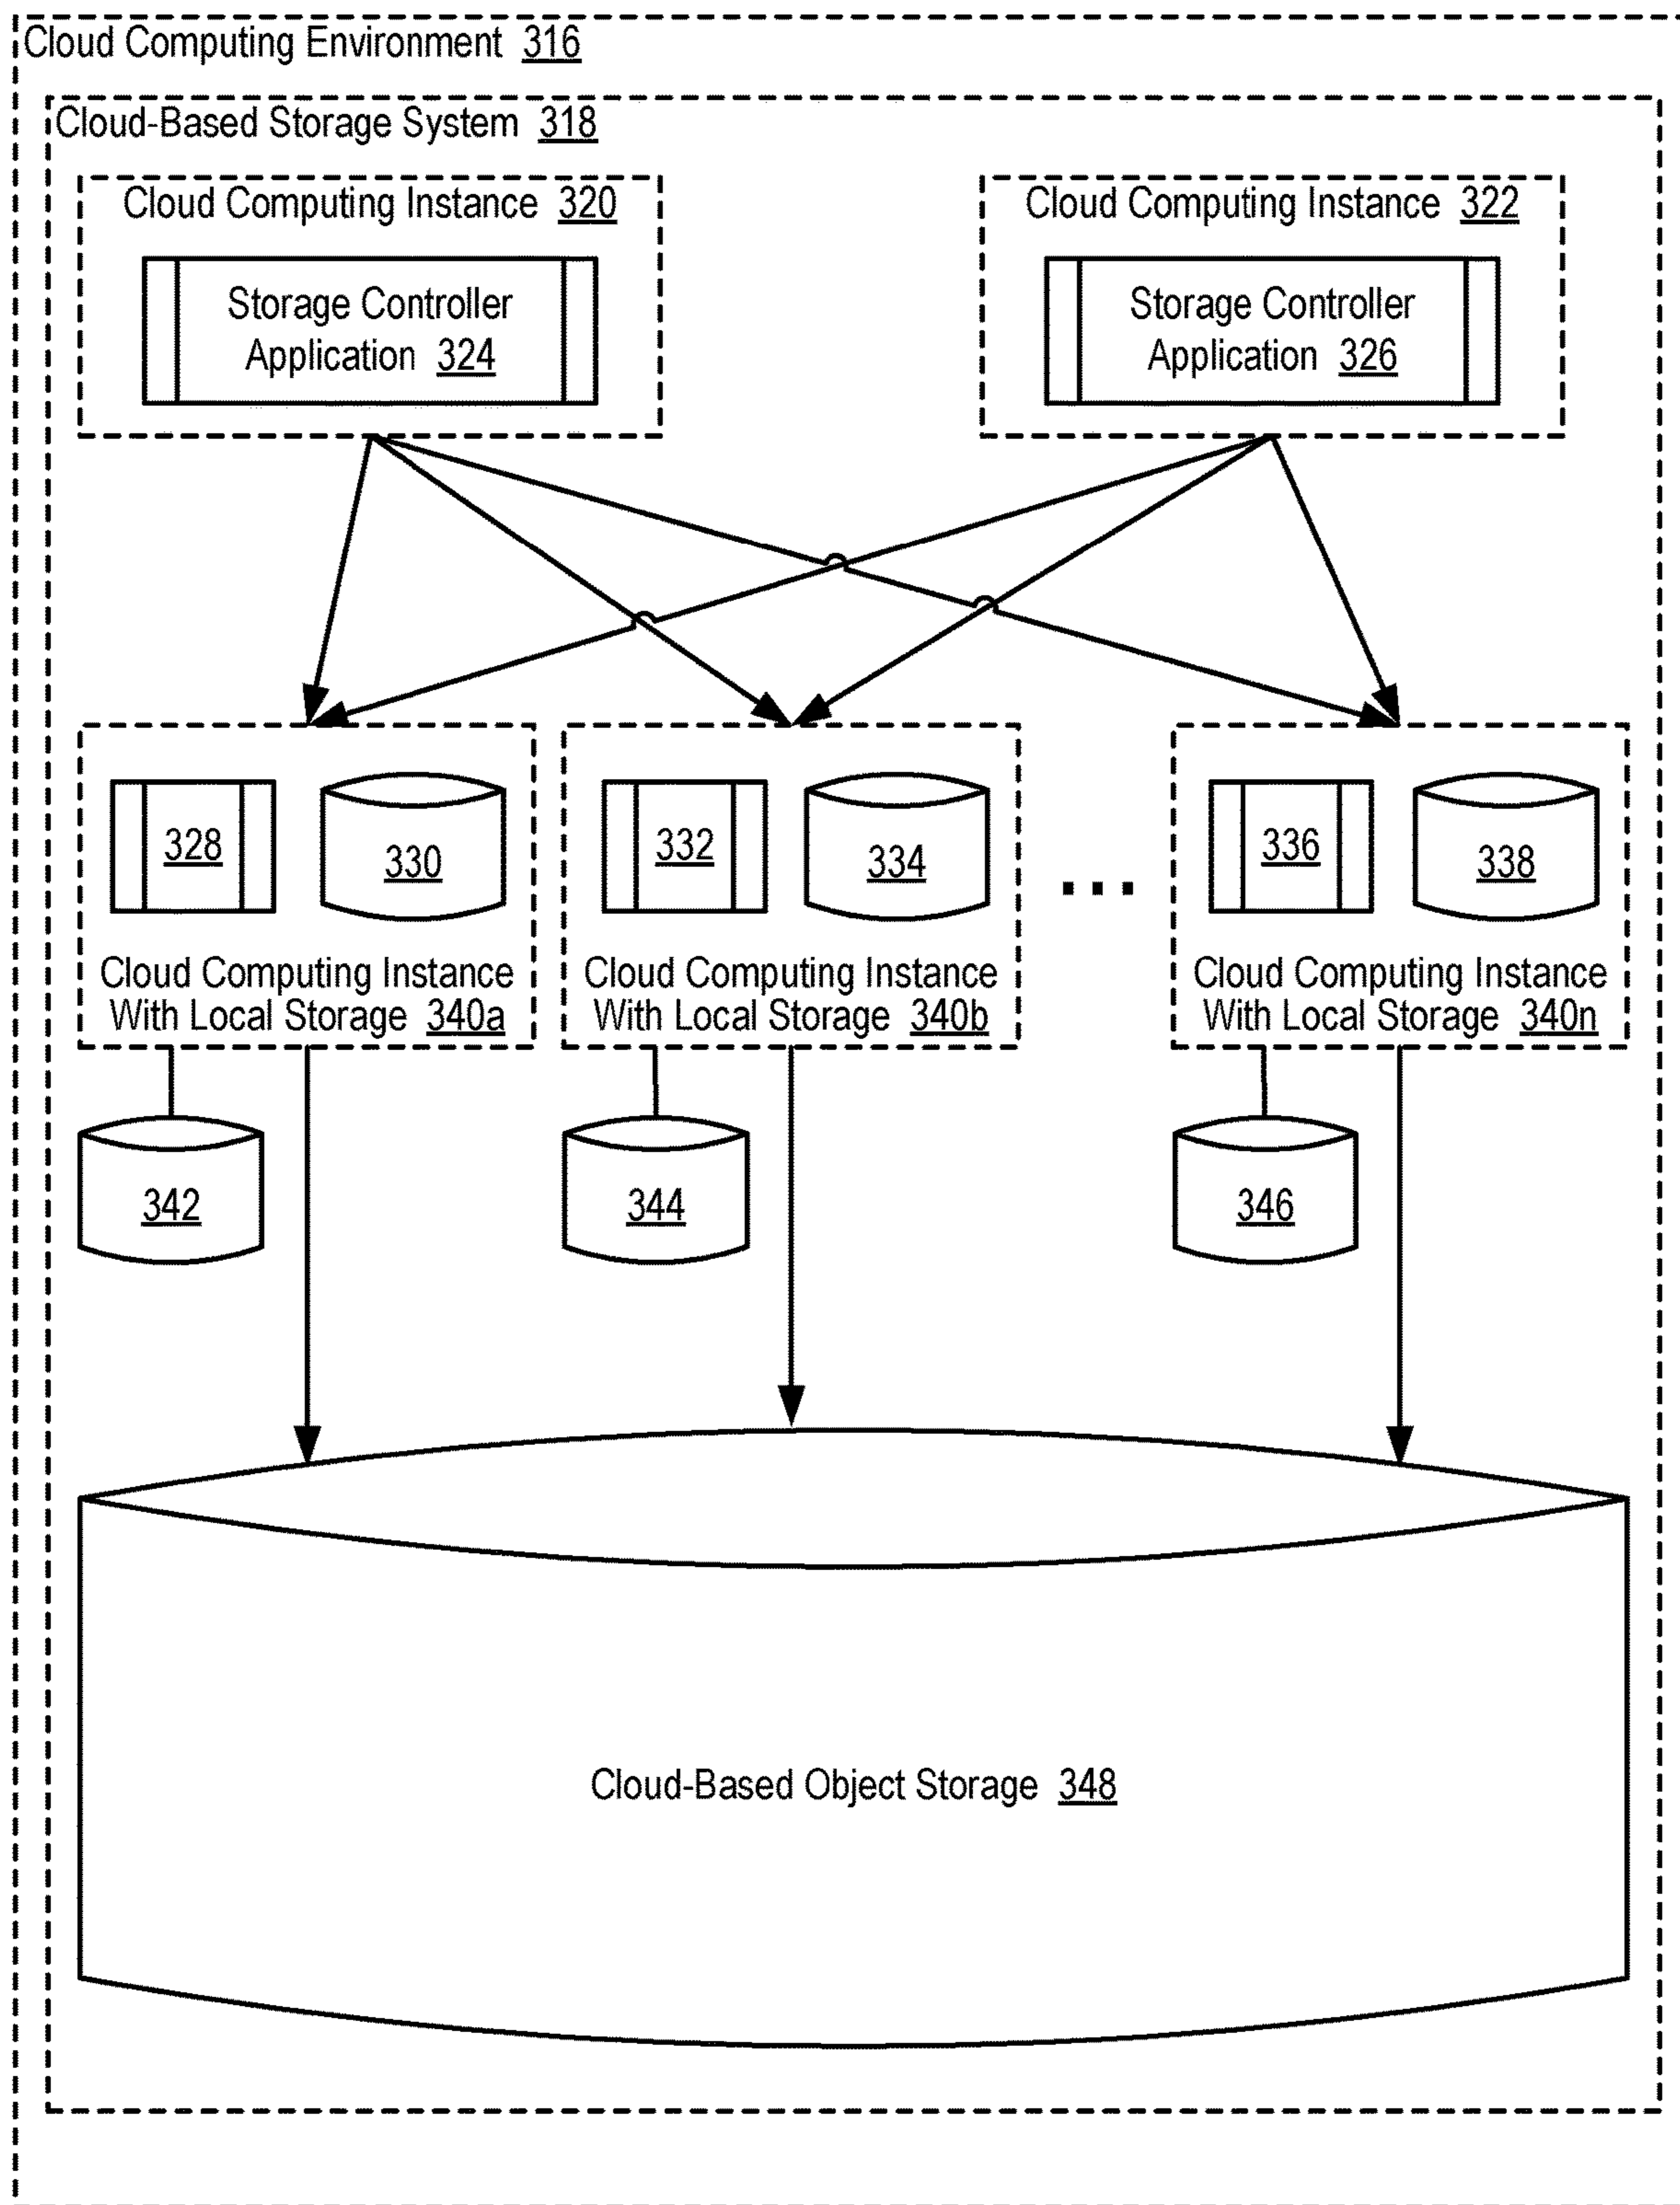 Cloud Computing Environment 316
Cloud-Based Storage System 318
Cloud Computing Instance 320
Storage Controller
Application 324
Cloud Computing Instance 322
Storage Controller
Application 326
328
330
Cloud Computing Instance
With Local Storage 340a
332
334
Cloud Computing Instance
With Local Storage 340b
...
336
338
Cloud Computing Instance
With Local Storage 340n
342
344
346
Cloud-Based Object Storage 348